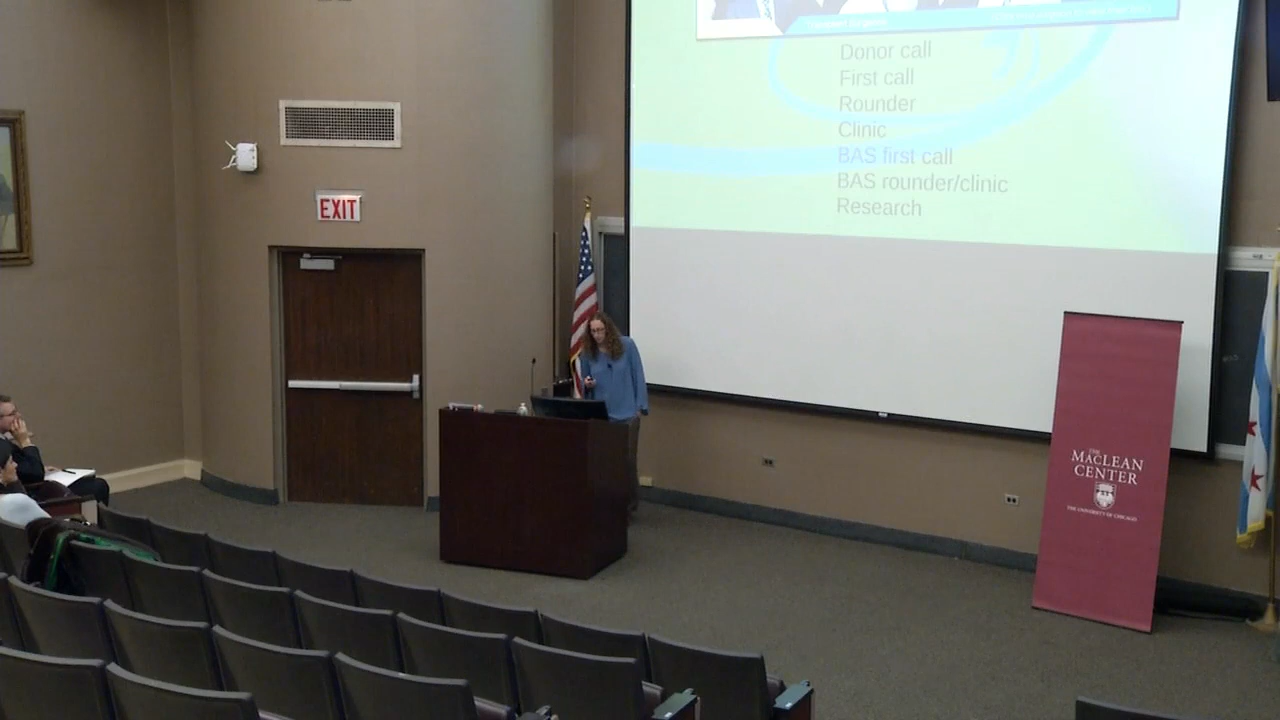 Donor call
First call
Rounder
Clinic
BAS first call
BAS rounder/clinic
Research
EXIT
THE
MACLEAN
CENTER
THE UNIVERSITY OF CHICAGO